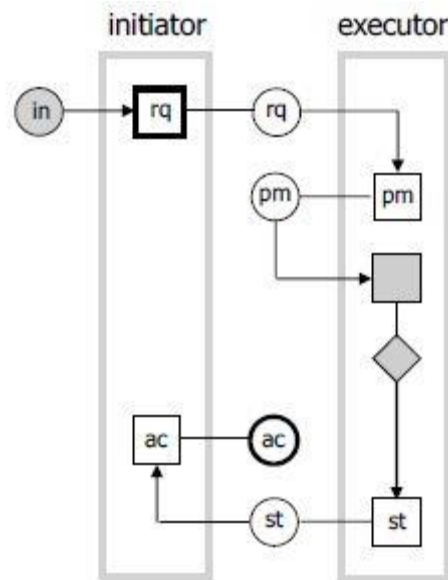 initiator executor
in rq rq
pm pm
ac ac
st st